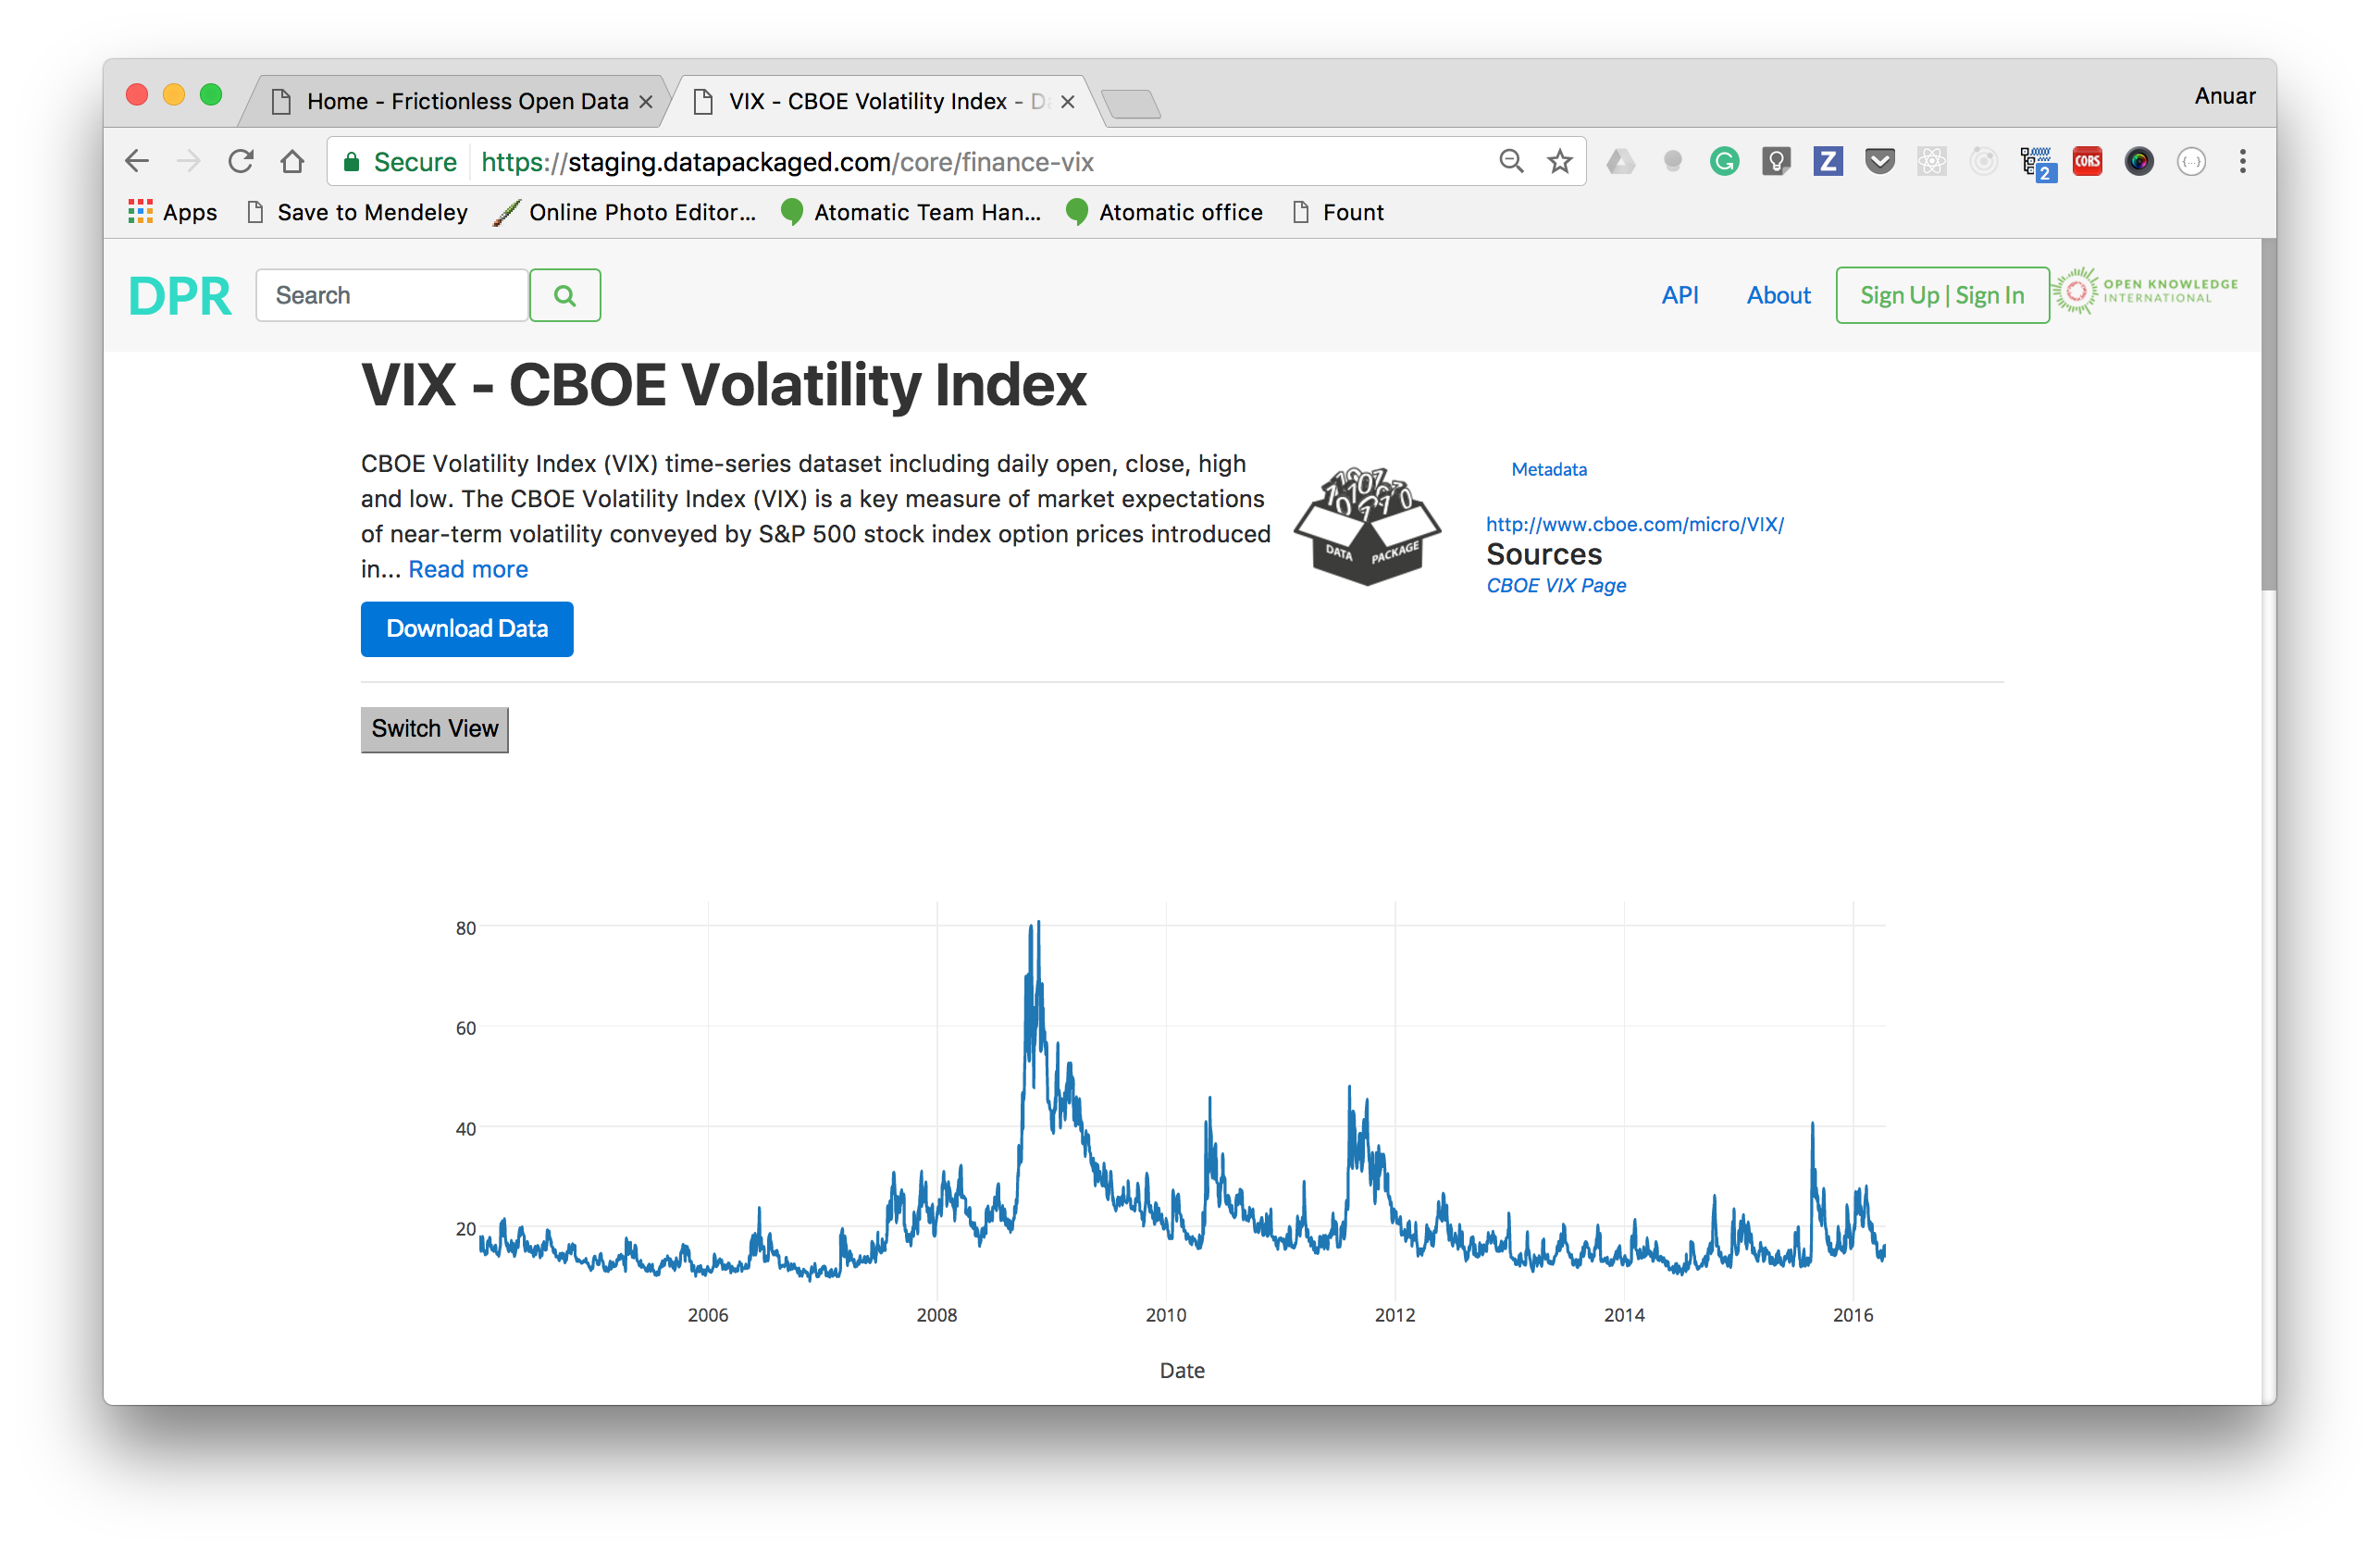 Home - Frictionless Open Data
VIX - CBOE Volatility Index - D
Anuar
Secure https://staging.datapackaged.com/core/finance-vix
G
Z
2
CORS
{...}
Apps Save to Mendeley Online Photo Editor... Atomatic Team Han... Atomatic office Fount
DPR Search API About Sign Up | Sign In OPEN KNOWLEDGE
INTERNATIONAL
VIX - CBOE Volatility Index
CBOE Volatility Index (VIX) time-series dataset including daily open, close, high
and low. The CBOE Volatility Index (VIX) is a key measure of market expectations
of near-term volatility conveyed by S&P 500 stock index option prices introduced
in... Read more
DATA PACKAGE
Metadata
http://www.cboe.com/micro/VIX/
Sources
CBOE VIX Page
Download Data
Switch View
80
60
40
20
2006 2008 2010 2012 2014 2016
Date